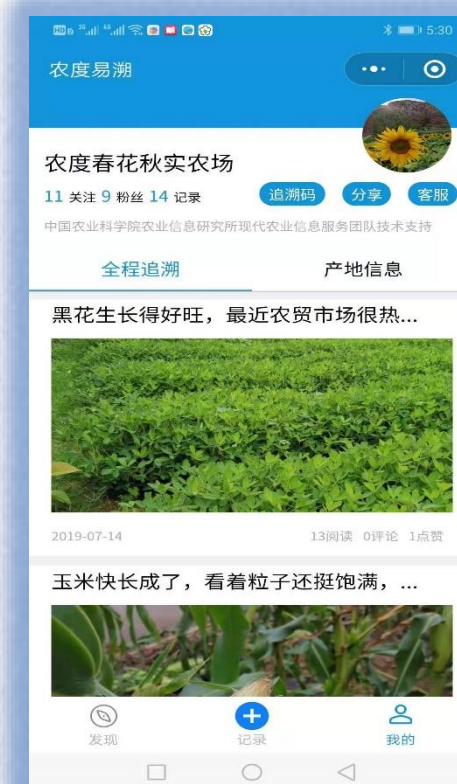 5:30
农度易溯
农度春花秋实农场
11 关注 9 粉丝 14 记录 追溯码 分享 客服
中国农业科学院农业信息研究所现代农业信息服务团队技术支持
全程追溯 产地信息
黑花生长得好旺，最近农贸市场很热...
2019-07-14 13阅读 0评论 1点赞
玉米快长成了，看着粒子还挺饱满，...
发现 记录 我的